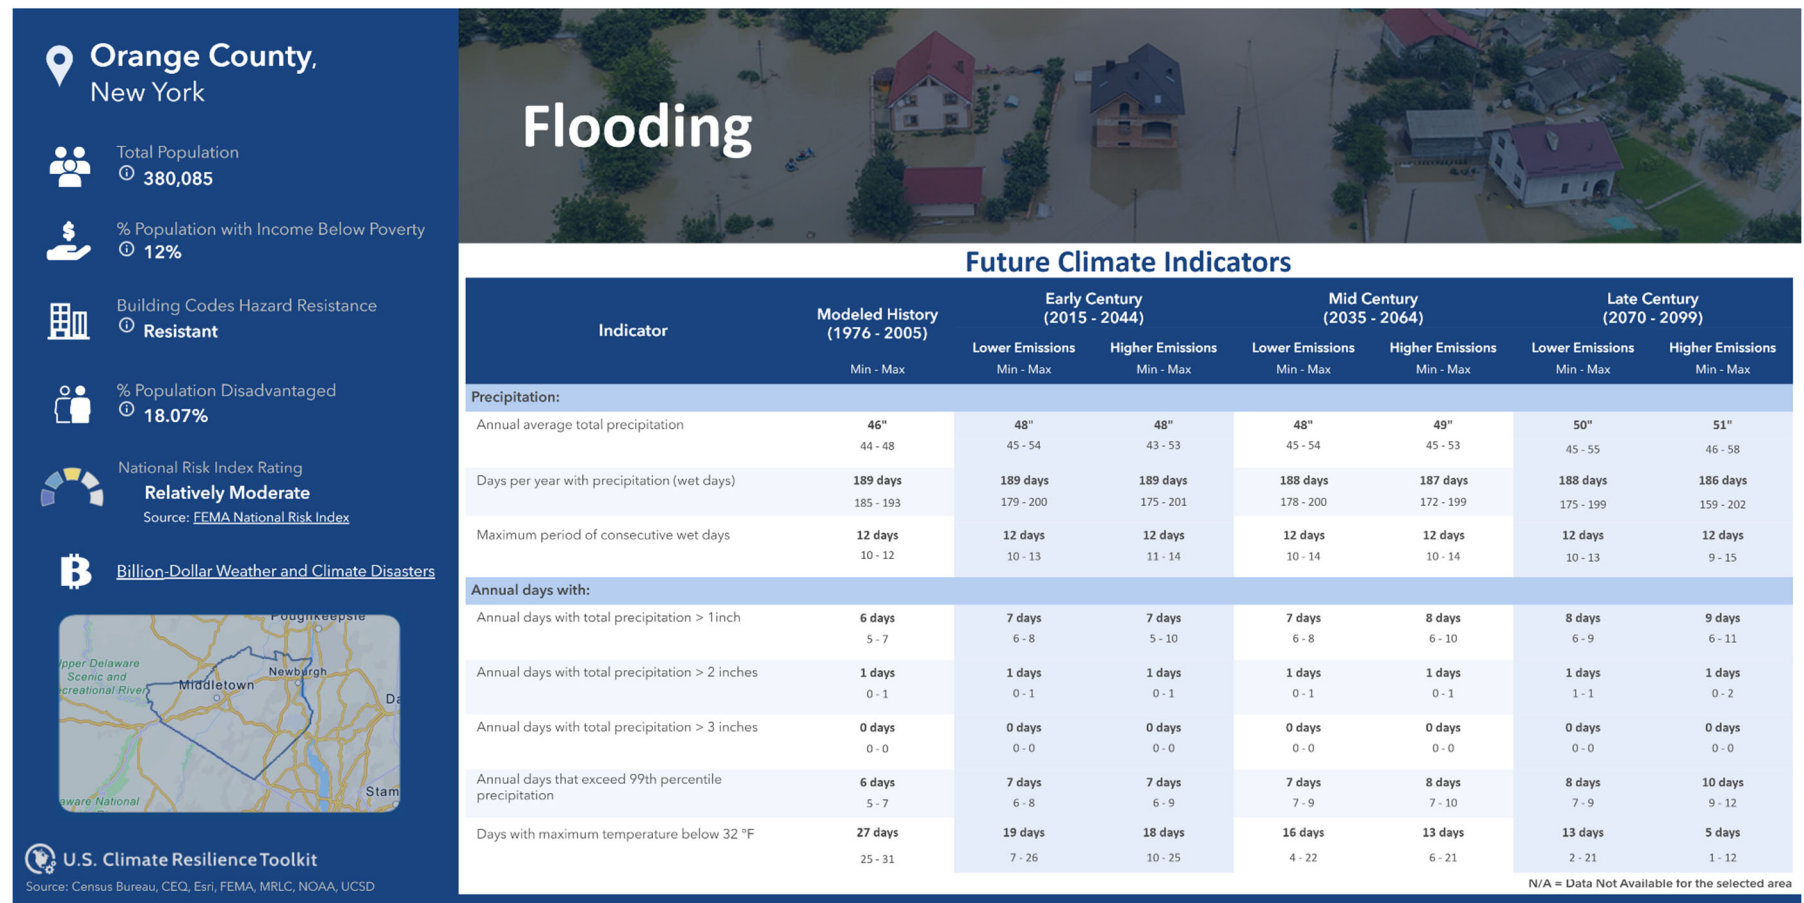 Orange County,
New York
Total Population
380,085
% Population with Income Below Poverty
12%
Building Codes Hazard Resistance
Resistant
% Population Disadvantaged
18.07%
National Risk Index Rating
Relatively Moderate
Source: FEMA National Risk Index
Billion-Dollar Weather and Climate Disasters
Poughkeepsie
Upper Delaware
Scenic and
Recreational River
Newburgh
Middletown
Da
Stam
aware National
U.S. Climate Resilience Toolkit
Source: Census Bureau, CEQ, Esri, FEMA, MRLC, NOAA, UCSD
Flooding
Future Climate Indicators
Indicator
Modeled History
(1976 - 2005)
Early Century
(2015 - 2044)
Mid Century
(2035 - 2064)
Late Century
(2070 - 2099)
Lower Emissions Higher Emissions Lower Emissions Higher Emissions Lower Emissions Higher Emissions
Min - Max Min - Max Min - Max Min - Max Min - Max Min - Max Min - Max
Precipitation:
Annual average total precipitation 46" 48" 48" 48" 49" 50" 51"
44 - 48 45 - 54 43 - 53 45 - 54 45 - 53 45 - 55 46 - 58
Days per year with precipitation (wet days) 189 days 189 days 189 days 188 days 187 days 188 days 186 days
185 - 193 179 - 200 175 - 201 178 - 200 172 - 199 175 - 199 159 - 202
Maximum period of consecutive wet days 12 days 12 days 12 days 12 days 12 days 12 days 12 days
10 - 12 10 - 13 11 - 14 10 - 14 10 - 14 10 - 13 9 - 15
Annual days with:
Annual days with total precipitation > 1inch 6 days 7 days 7 days 7 days 8 days 8 days 9 days
5 - 7 6 - 8 5 - 10 6 - 8 6 - 10 6 - 9 6 - 11
Annual days with total precipitation > 2 inches 1 days 1 days 1 days 1 days 1 days 1 days 1 days
0 - 1 0 - 1 0 - 1 0 - 1 0 - 1 1 - 1 0 - 2
Annual days with total precipitation > 3 inches 0 days 0 days 0 days 0 days 0 days 0 days 0 days
0 - 0 0 - 0 0 - 0 0 - 0 0 - 0 0 - 0 0 - 0
Annual days that exceed 99th percentile
precipitation
6 days 7 days 7 days 7 days 8 days 8 days 10 days
5 - 7 6 - 8 6 - 9 7 - 9 7 - 10 7 - 9 9 - 12
Days with maximum temperature below 32 °F 27 days 19 days 18 days 16 days 13 days 13 days 5 days
25 - 31 7 - 26 10 - 25 4 - 22 6 - 21 2 - 21 1 - 12
N/A = Data Not Available for the selected area